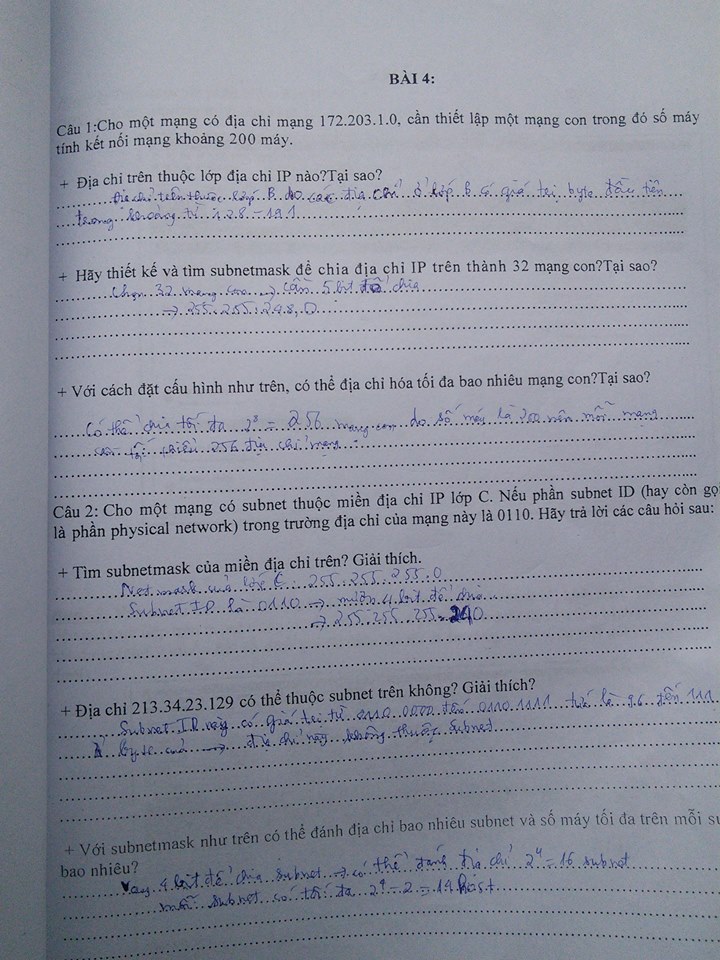 BÀI 4:
Câu 1:Cho một mạng có địa chỉ mạng 172.203.1.0, cần thiết lập một mạng con trong đó số máy
tính kết nối mạng khoảng 200 máy.
+ Địa chỉ trên thuộc lớp địa chỉ IP nào?Tại sao?
Địa chỉ trên thuộc lớp B do các địa chỉ ở lớp B có giá trị byte đầu tiên
trong khoảng từ 128 - 191
+ Hãy thiết kế và tìm subnetmask để chia địa chỉ IP trên thành 32 mạng con?Tại sao?
Chọn 32 mạng con → cần 5 bit để chia
→ 255.255.248.0
+ Với cách đặt cấu hình như trên, có thể địa chỉ hóa tối đa bao nhiêu mạng con?Tại sao?
Có thể chia tối đa 2⁸ = 256 mạng con do số máy là 200 nên mỗi mạng
cần tối thiểu 256 địa chỉ mạng
Câu 2: Cho một mạng có subnet thuộc miền địa chỉ IP lớp C. Nếu phần subnet ID (hay còn gọi
là phần physical network) trong trường địa chỉ của mạng này là 0110. Hãy trả lời các câu hỏi sau:
+ Tìm subnetmask của miền địa chỉ trên? Giải thích.
Netmask của lớp C: 255.255.255.0
Subnet ID là 0110 → mượn 4 bit để chia
→ 255.255.255.240
+ Địa chỉ 213.34.23.129 có thể thuộc subnet trên không? Giải thích?
Subnet ID này có giá trị từ 0110 0000 đến 0110 1111 tức là 96 đến 111
ở byte cuối → địa chỉ này không thuộc subnet
+ Với subnetmask như trên có thể đánh địa chỉ bao nhiêu subnet và số máy tối đa trên mỗi
bao nhiêu?
4 bit để chia subnet → có thể đánh địa chỉ 2⁴ = 16 subnet
mỗi subnet có tối đa 2⁴ - 2 = 14 host